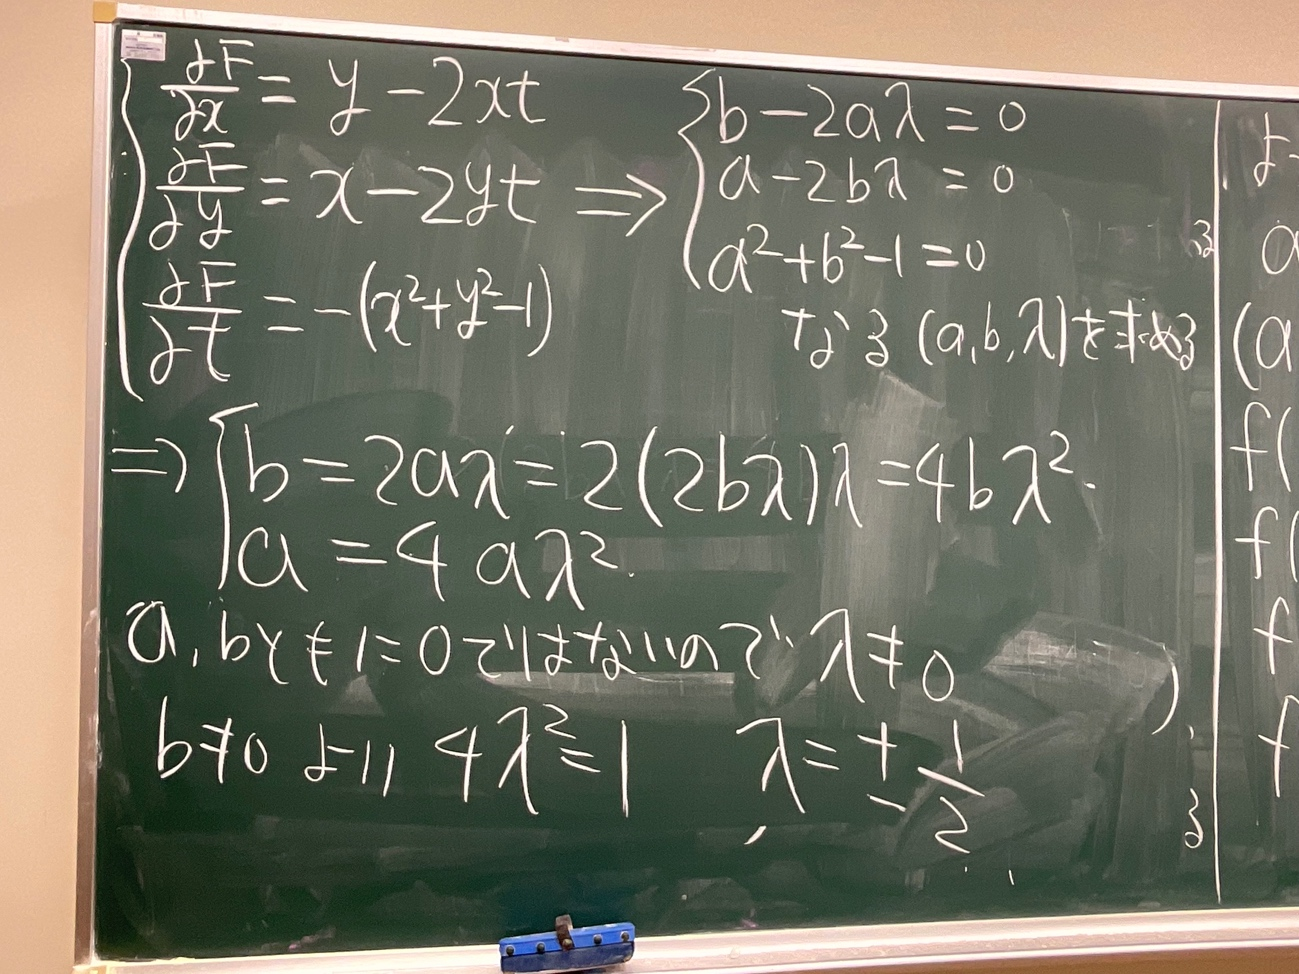 ∂F/∂x = y - 2xt
∂F/∂y = x - 2yt ⇒
∂F/∂t = -(x²+y²-1)
b - 2aλ = 0
a - 2bλ = 0
a²+b²-1 = 0
なる (a, b, λ) を求める
⇒ b = 2aλ = 2(2bλ)λ = 4bλ².
a = 4aλ².
a, bともに0ではないので λ≠0
b≠0 より 4λ²=1 λ = ±1/2
よ
a
(a
f(
f(
f
f